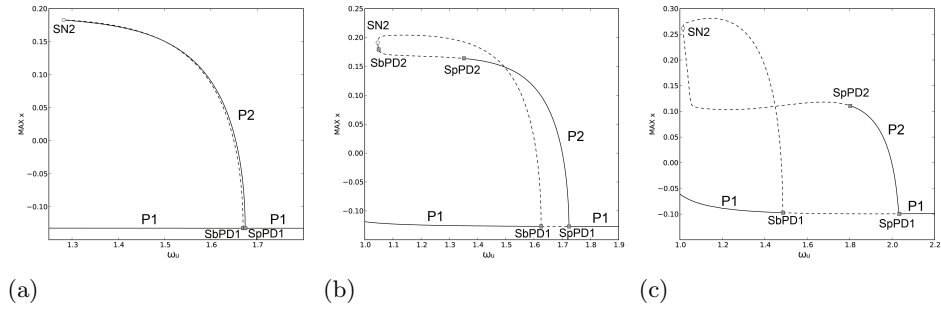 0.20
0.15
0.10
0.05
0.00
−0.05
−0.10
MAX x
SN2
P2
P1
P1
SbPD1
SpPD1
1.3
1.4
1.5
1.6
1.7
ωu
(a)
0.25
0.20
0.15
0.10
0.05
0.00
−0.05
−0.10
−0.15
MAX x
SN2
SbPD2
SpPD2
P2
P1
P1
SbPD1
SpPD1
1.0
1.1
1.2
1.3
1.4
1.5
1.6
1.7
1.8
1.9
ωu
(b)
0.30
0.25
0.20
0.15
0.10
0.05
0.00
−0.05
−0.10
MAX x
SN2
SpPD2
P2
P1
P1
SbPD1
SpPD1
1.0
1.2
1.4
1.6
1.8
2.0
2.2
ωu
(c)